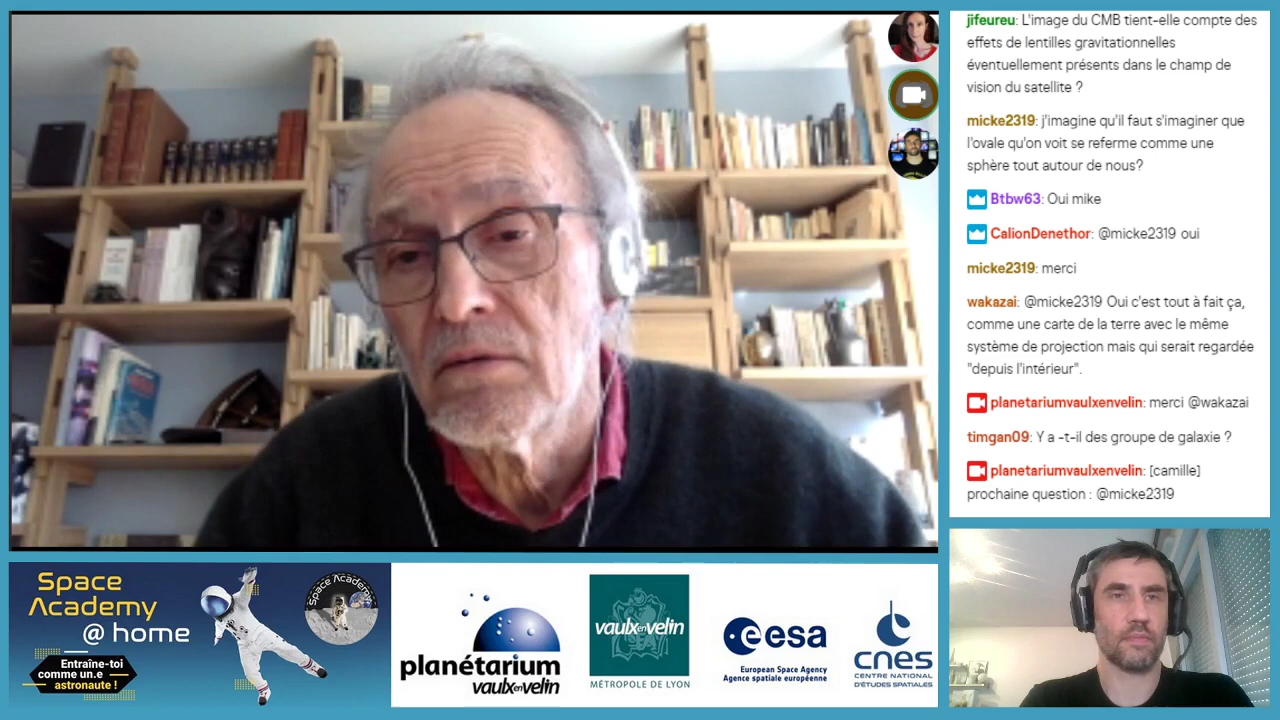 jifeureu: L'image du CMB tient-elle compte des
effets de lentilles gravitationnelles
éventuellement présents dans le champ de
vision du satellite ?
micke2319: j'imagine qu'il faut s'imaginer que
l'ovale qu'on voit se referme comme une
sphère tout autour de nous?
Btbw63: Oui mike
CalionDenethor: @micke2319 oui
micke2319: merci
wakazai: @micke2319 Oui c'est tout à fait ça,
comme une carte de la terre avec le même
système de projection mais qui serait regardée
"depuis l'intérieur".
planetariumvaulxenvelin: merci @wakazai
timgan09: Y a -t-il des groupe de galaxie ?
planetariumvaulxenvelin: [camille]
prochaine question : @micke2319
Space
Academy
@ home
Entraîne-toi
comme un.e
astronaute !
Space Academy
planétarium
vaulx en velin
vaulx en velin
MÉTROPOLE DE LYON
esa
European Space Agency
Agence spatiale européenne
cnes
CENTRE NATIONAL
D'ÉTUDES SPATIALES